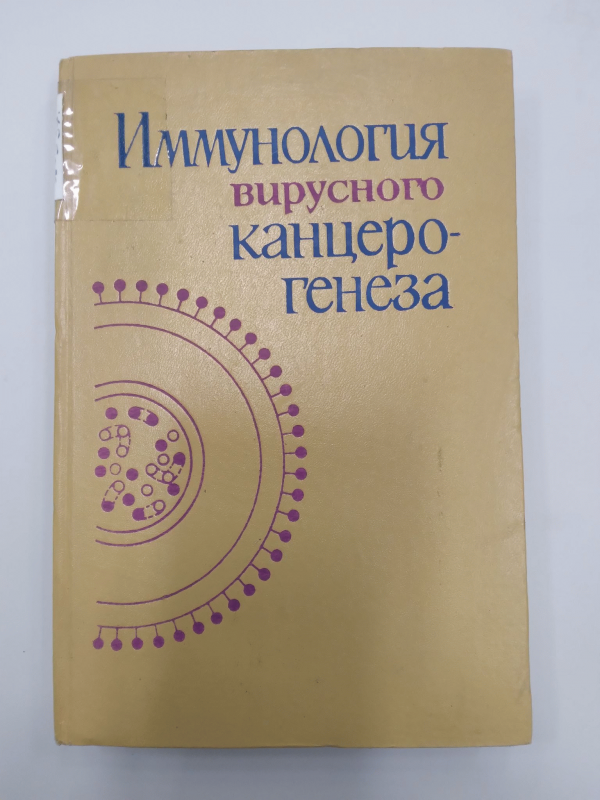 Иммунология
вирусного
канцеро-
генеза